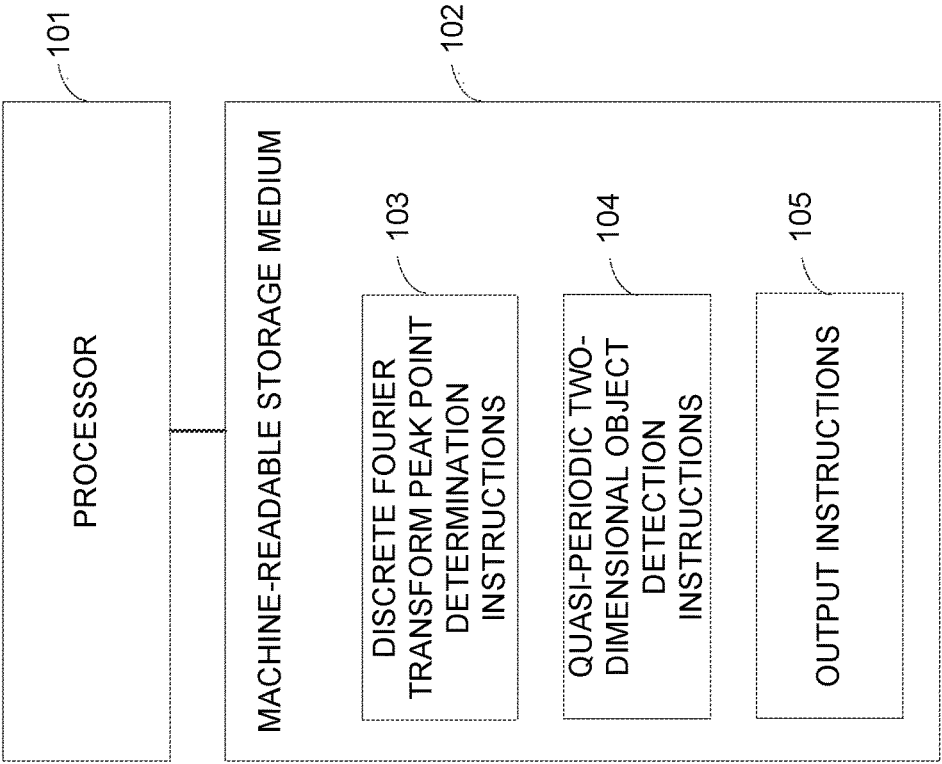 101
PROCESSOR
102
MACHINE-READABLE STORAGE MEDIUM
103
DISCRETE FOURIER
TRANSFORM PEAK POINT
DETERMINATION
INSTRUCTIONS
104
QUASI-PERIODIC TWO-
DIMENSIONAL OBJECT
DETECTION
INSTRUCTIONS
105
OUTPUT INSTRUCTIONS